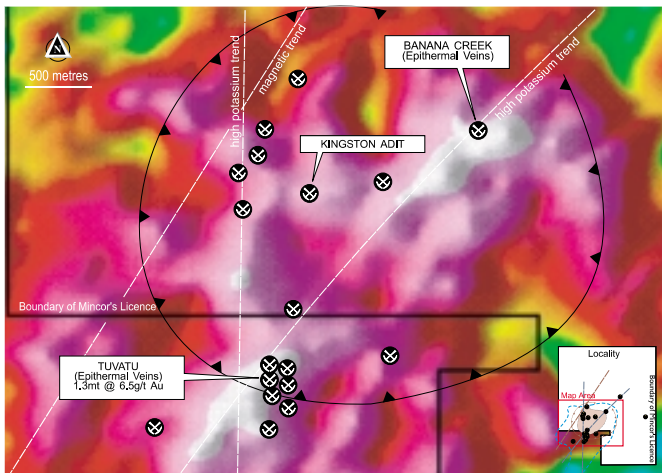 500 metres
high potassium trend
magnetic trend
BANANA CREEK
(Epithermal Veins)
high potassium trend
KINGSTON ADIT
Boundary of Mincor's Licence
TUVATU
(Epithermal Veins)
1.3mt @ 6.5g/t Au
Locality
Map Area
Boundary of
Mincor's Licence